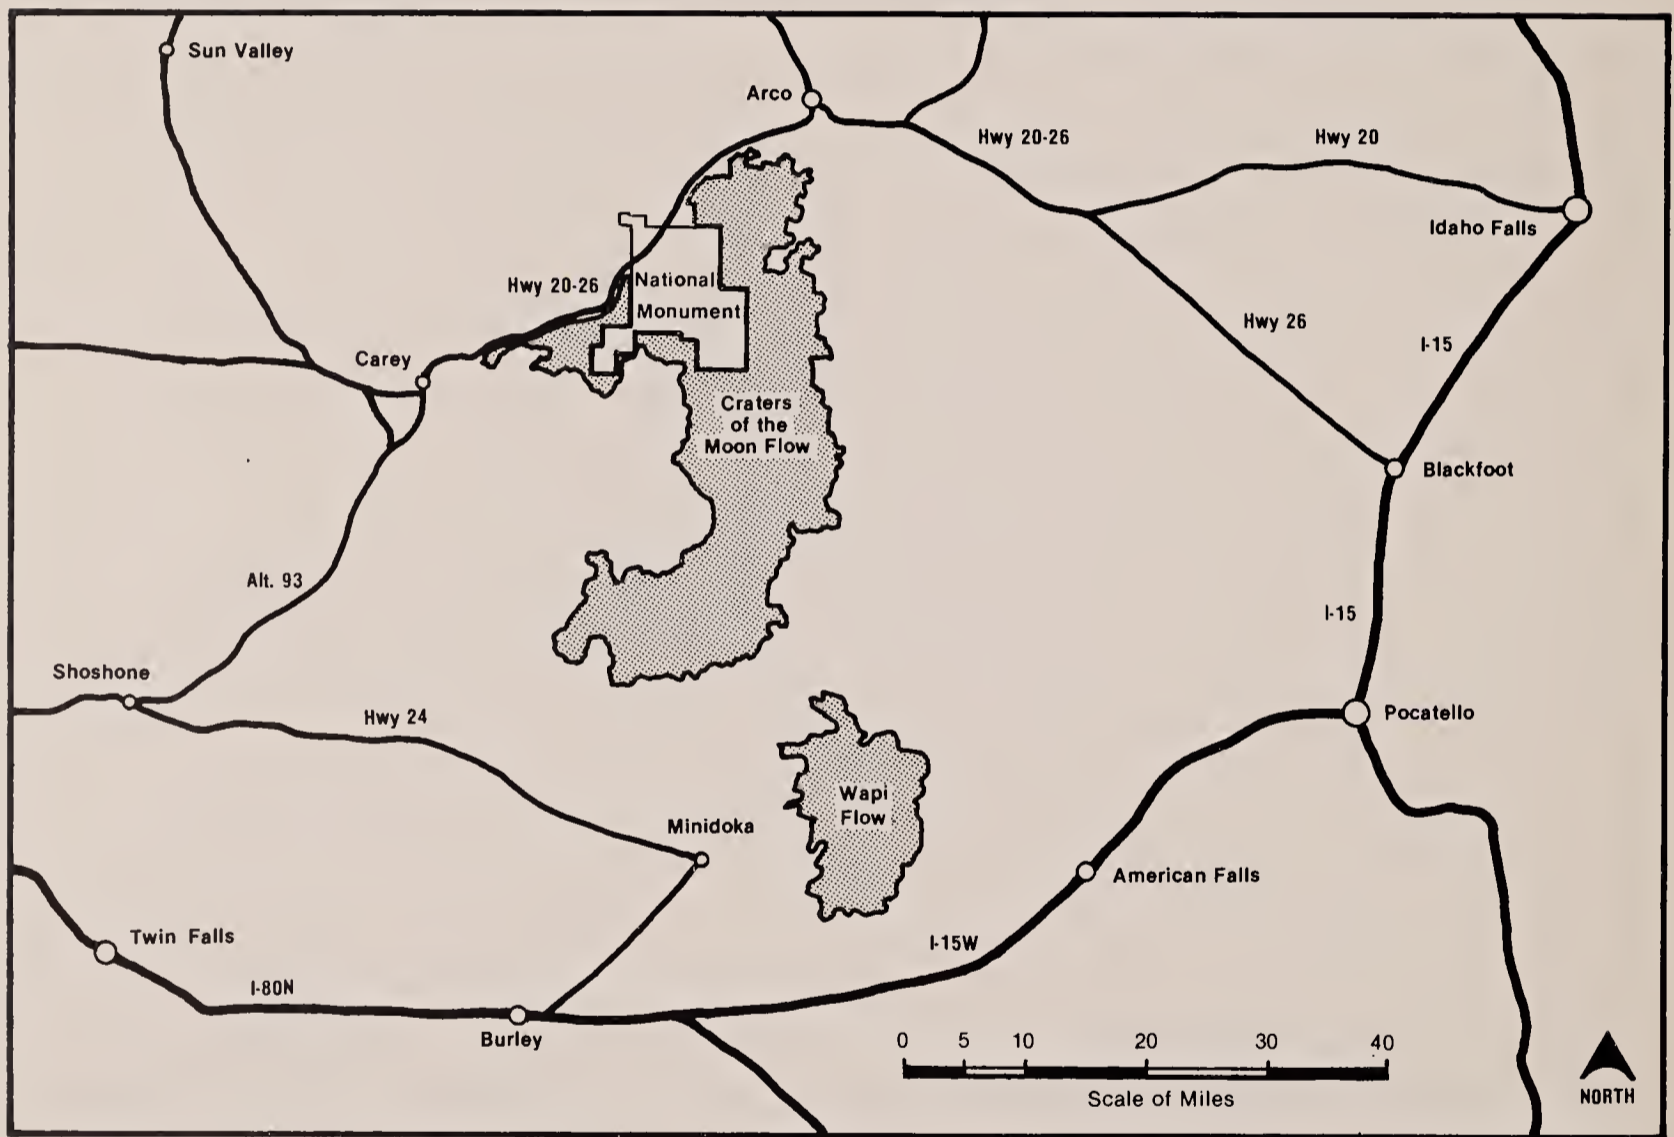 Sun Valley
Arco
Hwy 20-26
Hwy 20
Idaho Falls
Hwy 20-26
National
Monument
Hwy 26
I-15
Carey
Craters
of the
Moon Flow
Blackfoot
Alt. 93
I-15
Shoshone
Hwy 24
Pocatello
Wapi
Flow
Minidoka
American Falls
Twin Falls
I-15W
I-80N
Burley
0 5 10 20 30 40
Scale of Miles
NORTH